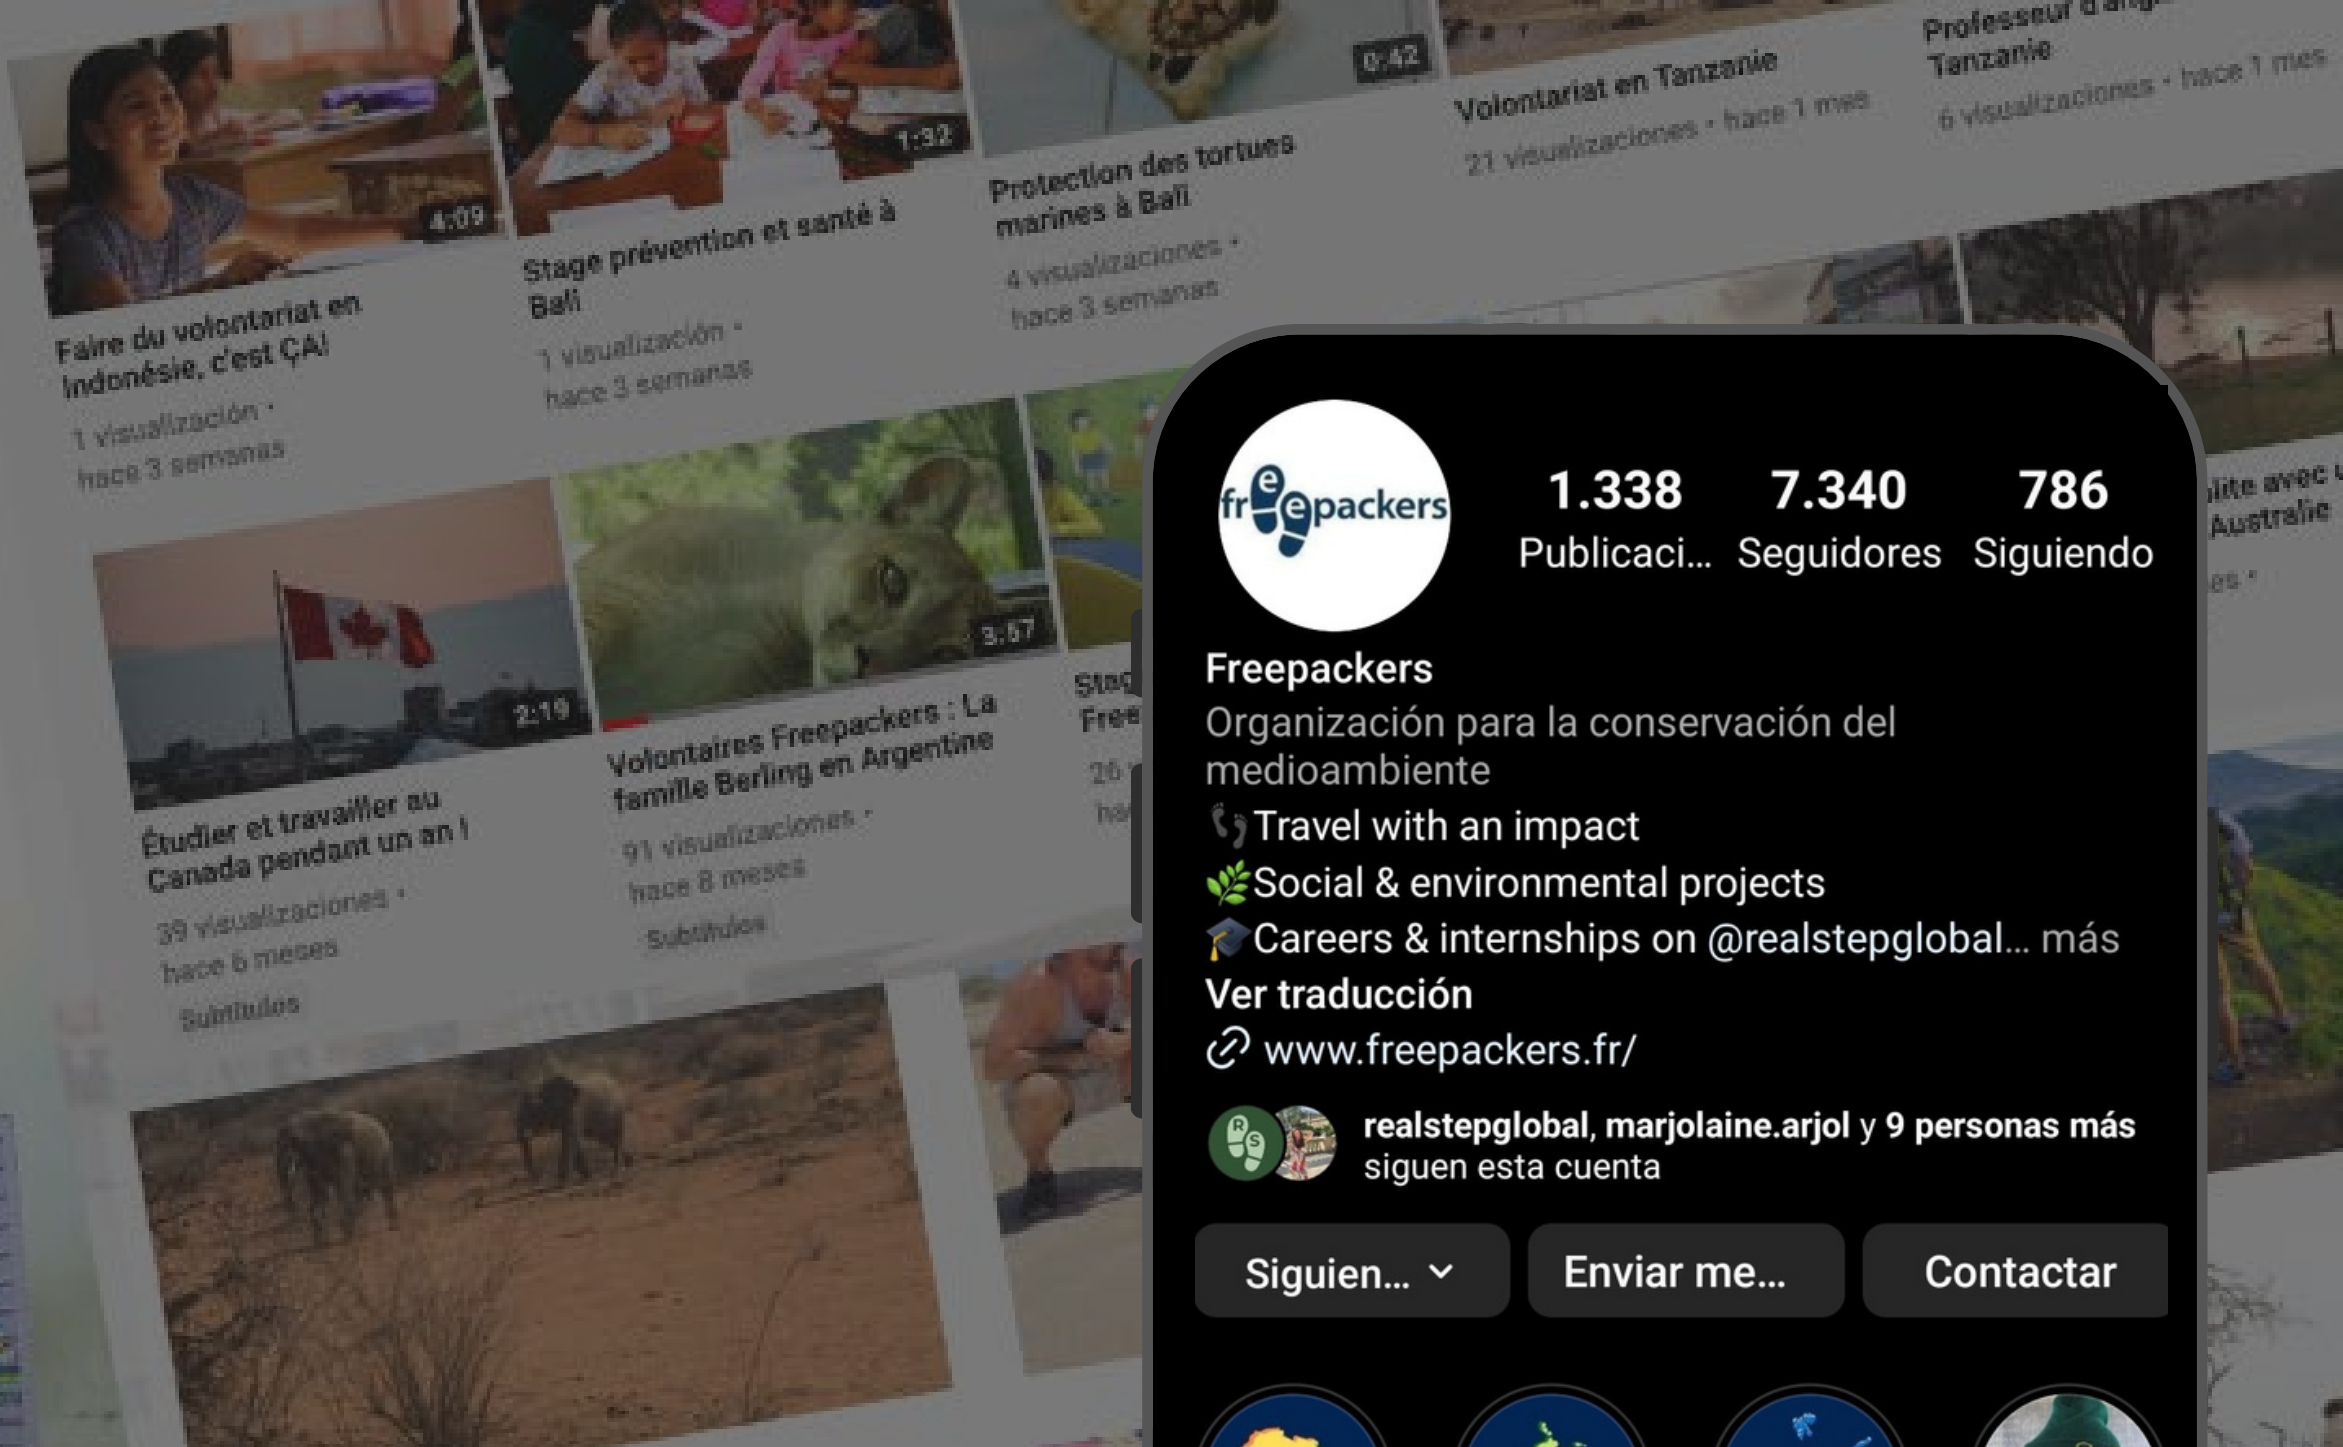 4:09
Faire du volontariat en
Indonésie, c'est ÇA!
1 visualización •
hace 3 semanas
1:32
Stage prévention et santé à
Bali
1 visualización •
hace 3 semanas
0:42
Protection des tortues
marines à Bali
4 visualizaciones •
hace 3 semanas
Volontariat en Tanzanie
21 visualizaciones • hace 1 mes
Professeur
Tanzanie
6 visualizaciones • hace 1 mes
2:19
Étudier et travailler au
Canada pendant un an !
39 visualizaciones •
hace 6 meses
Subtítulos
3:57
Volontaires Freepackers : La
famille Berling en Argentine
91 visualizaciones •
hace 8 meses
Subtítulos
Stag
Free
26
avec
Australie
freepackers
1.338 7.340 786
Publicaci... Seguidores Siguiendo
Freepackers
Organización para la conservación del
medioambiente
👣Travel with an impact
🌿Social & environmental projects
🎓Careers & internships on @realstepglobal... más
Ver traducción
www.freepackers.fr/
R S
realstepglobal, marjolaine.arjol y 9 personas más
siguen esta cuenta
Siguien... Enviar me... Contactar